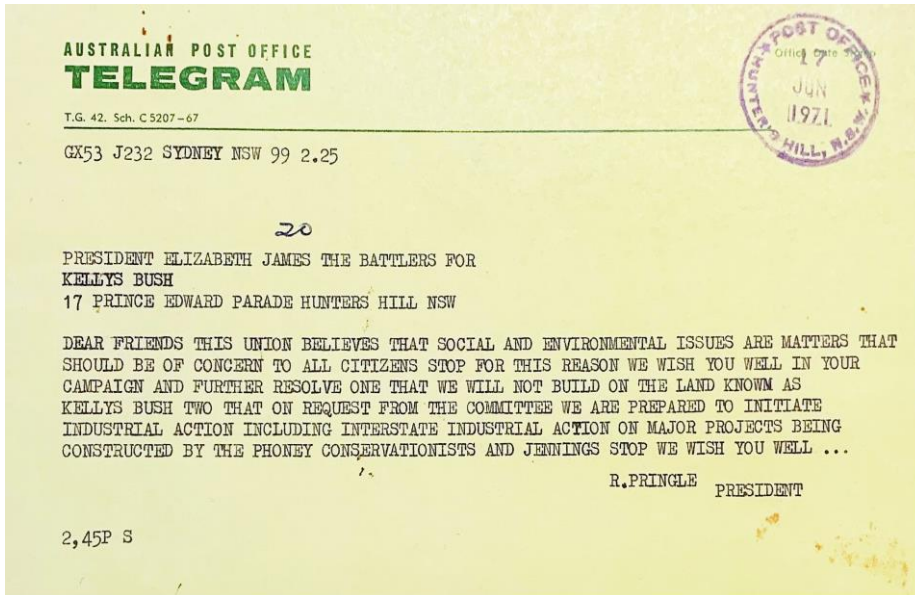 AUSTRALIAN POST OFFICE
TELEGRAM
T.G. 42. Sch. C 5207–67
Office Date Stamp
POST OFFICE
17
JUN
1971
HUNTER'S HILL, N.S.W.
GX53 J232 SYDNEY NSW 99 2.25
20
PRESIDENT ELIZABETH JAMES THE BATTLERS FOR
KELLYS BUSH
17 PRINCE EDWARD PARADE HUNTERS HILL NSW
DEAR FRIENDS THIS UNION BELIEVES THAT SOCIAL AND ENVIRONMENTAL ISSUES ARE MATTERS THAT
SHOULD BE OF CONCERN TO ALL CITIZENS STOP FOR THIS REASON WE WISH YOU WELL IN YOUR
CAMPAIGN AND FURTHER RESOLVE ONE THAT WE WILL NOT BUILD ON THE LAND KNOWM AS
KELLYS BUSH TWO THAT ON REQUEST FROM THE COMMITTEE WE ARE PREPARED TO INITIATE
INDUSTRIAL ACTION INCLUDING INTERSTATE INDUSTRIAL ACTION ON MAJOR PROJECTS BEING
CONSTRUCTED BY THE PHONEY CONSERVATIONISTS AND JENNINGS STOP WE WISH YOU WELL ...
R.PRINGLE PRESIDENT
2,45P S